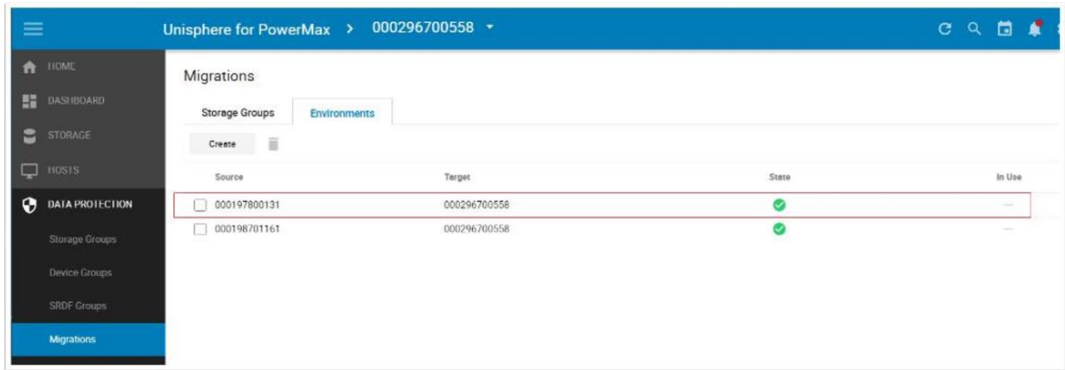 Unisphere for PowerMax > 000296700558
HOME
DASHBOARD
STORAGE
HOSTS
DATA PROTECTION
Storage Groups
Device Groups
SRDF Groups
Migrations
Migrations
Storage Groups Environments
Create
Source Target State In Use
000197800131 000296700558 —
000198701161 000296700558 —